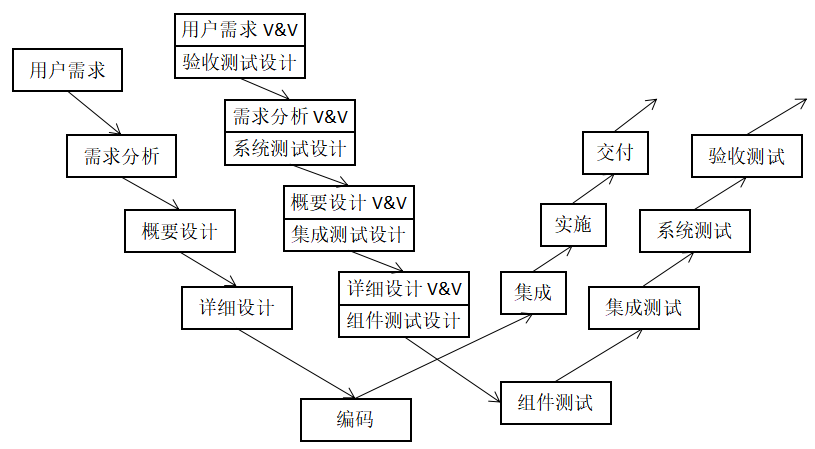 用户需求 V&V
验收测试设计
用户需求
需求分析 V&V
系统测试设计
需求分析
交付
验收测试
概要设计 V&V
集成测试设计
概要设计
实施
系统测试
详细设计 V&V
组件测试设计
详细设计
集成
集成测试
编码
组件测试